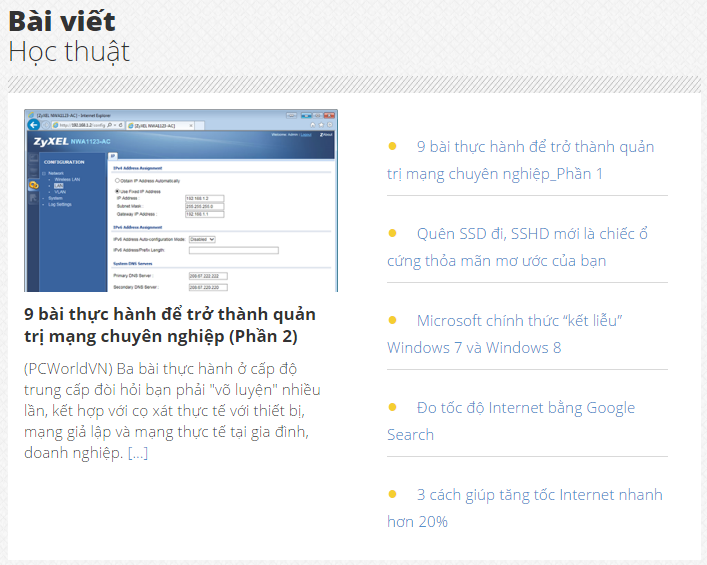 Bài viết
Học thuật
(ZyXEL NWA1123-AC] - Internet Explorer
ZyXEL NWA1123-AC
CONFIGURATION
Network
Wireless LAN
LAN
VLAN
System
Log Settings
IP
IPv4 Address Assignment
Obtain IP Address Automatically
Use Fixed IP Address
IP Address : 192.168.1.2
Subnet Mask : 255.255.255.0
Gateway IP Address : 192.168.1.1
IPv6 Address Assignment
IPv6 Address Auto-configuration Mode: Disabled
IPv6 Address/Prefix Length:
System DNS Servers
Primary DNS Server : 208.67.222.222
Secondary DNS Server : 208.67.220.220
9 bài thực hành để trở thành quản
trị mạng chuyên nghiệp (Phần 2)
(PCWorldVN) Ba bài thực hành ở cấp độ
trung cấp đòi hỏi bạn phải "võ luyện" nhiều
lần, kết hợp với cọ xát thực tế với thiết bị,
mạng giả lập và mạng thực tế tại gia đình,
doanh nghiệp. [...]
9 bài thực hành để trở thành quản
trị mạng chuyên nghiệp_Phần 1
Quên SSD đi, SSHD mới là chiếc ổ
cứng thỏa mãn mơ ước của bạn
Microsoft chính thức “kết liễu”
Windows 7 và Windows 8
Đo tốc độ Internet bằng Google
Search
3 cách giúp tăng tốc Internet nhanh
hơn 20%